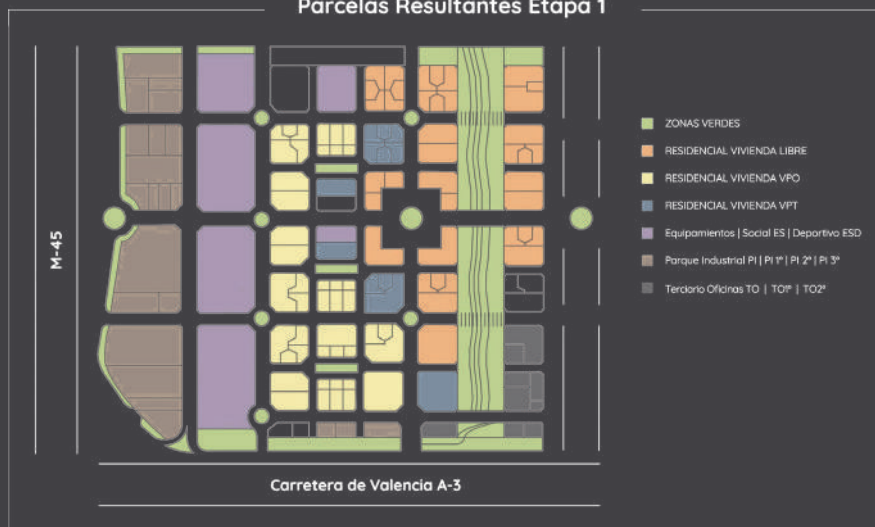 Parcelas Resultantes Etapa 1
ZONAS VERDES
RESIDENCIAL VIVIENDA LIBRE
RESIDENCIAL VIVIENDA VPO
RESIDENCIAL VIVIENDA VPT
Equipamientos | Social ES | Deportivo ESD
Parque Industrial PI | PI 1º | PI 2º | PI 3º
Terciario Oficinas TO | TO1º | TO2º
M-45
Carretera de Valencia A-3